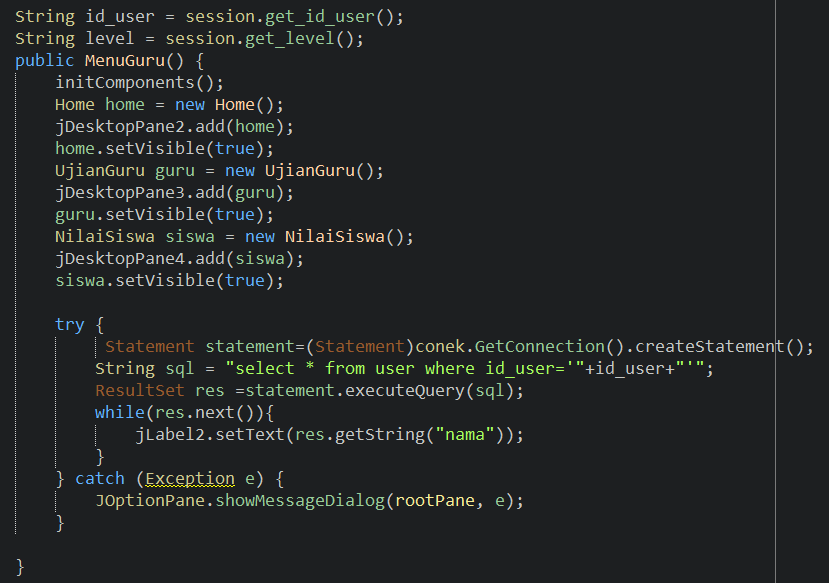 String id_user = session.get_id_user();
String level = session.get_level();
public MenuGuru() {
    initComponents();
    Home home = new Home();
    jDesktopPane2.add(home);
    home.setVisible(true);
    UjianGuru guru = new UjianGuru();
    jDesktopPane3.add(guru);
    guru.setVisible(true);
    NilaiSiswa siswa = new NilaiSiswa();
    jDesktopPane4.add(siswa);
    siswa.setVisible(true);

    try {
         Statement statement=(Statement)conek.GetConnection().createStatement();
        String sql = "select * from user where id_user='"+id_user+"'";
        ResultSet res =statement.executeQuery(sql);
        while(res.next()){
            jLabel2.setText(res.getString("nama"));
        }
    } catch (Exception e) {
        JOptionPane.showMessageDialog(rootPane, e);
    }

}